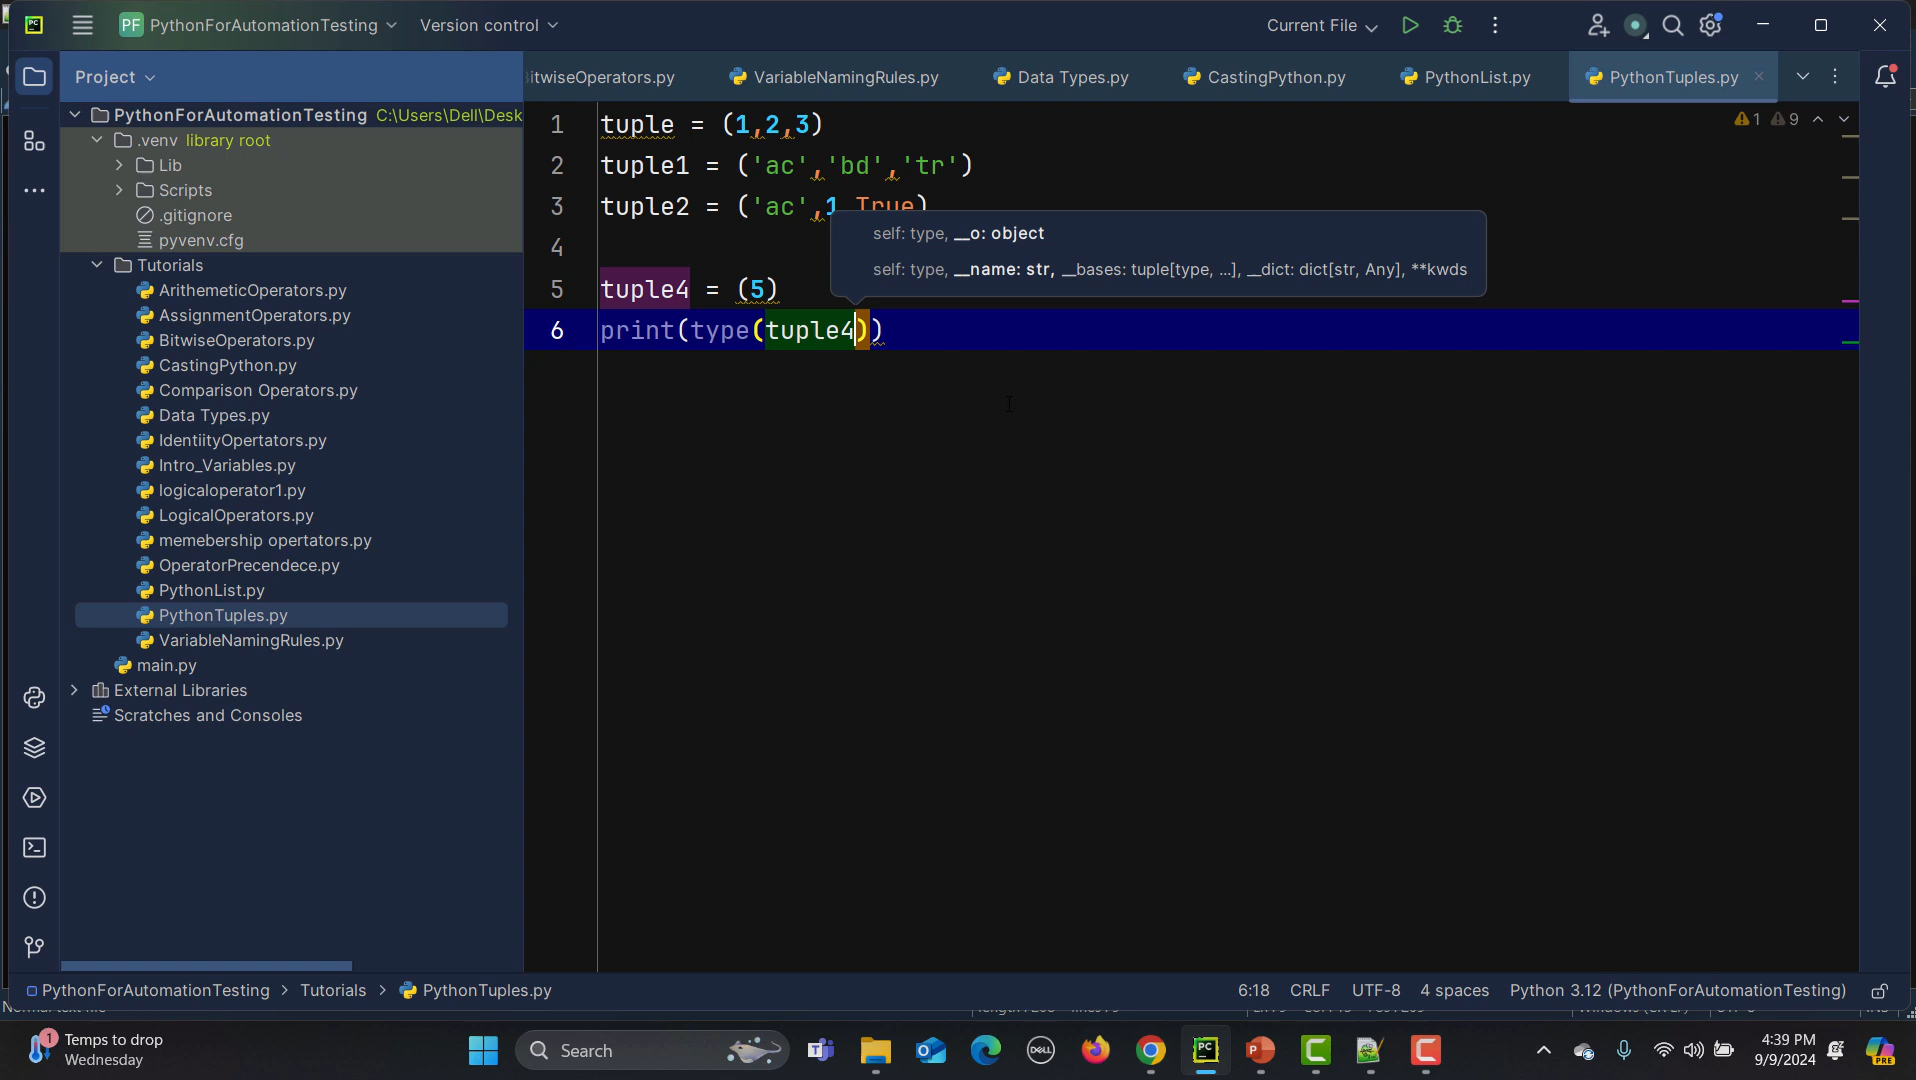 PC
PF PythonForAutomationTesting
Version control
Current File
Project
itwiseOperators.py
VariableNamingRules.py
Data Types.py
CastingPython.py
PythonList.py
PythonTuples.py
PythonForAutomationTesting C:\Users\Dell\Desk
.venv library root
Lib
Scripts
.gitignore
pyvenv.cfg
Tutorials
ArithemeticOperators.py
AssignmentOperators.py
BitwiseOperators.py
CastingPython.py
Comparison Operators.py
Data Types.py
IdentiityOpertators.py
Intro_Variables.py
logicaloperator1.py
LogicalOperators.py
memebership opertators.py
OperatorPrecendece.py
PythonList.py
PythonTuples.py
VariableNamingRules.py
main.py
External Libraries
Scratches and Consoles
1 tuple = (1,2,3)
2 tuple1 = ('ac','bd','tr')
3 tuple2 = ('ac',1 True)
4
5 tuple4 = (5)
6 print(type(tuple4))
1 9
self: type, __o: object
self: type, __name: str, __bases: tuple[type, ...], __dict: dict[str, Any], **kwds
PythonForAutomationTesting > Tutorials > PythonTuples.py
6:18 CRLF UTF-8 4 spaces Python 3.12 (PythonForAutomationTesting)
1
Temps to drop
Wednesday
Search
DELL
PC
4:39 PM
9/9/2024
PRE